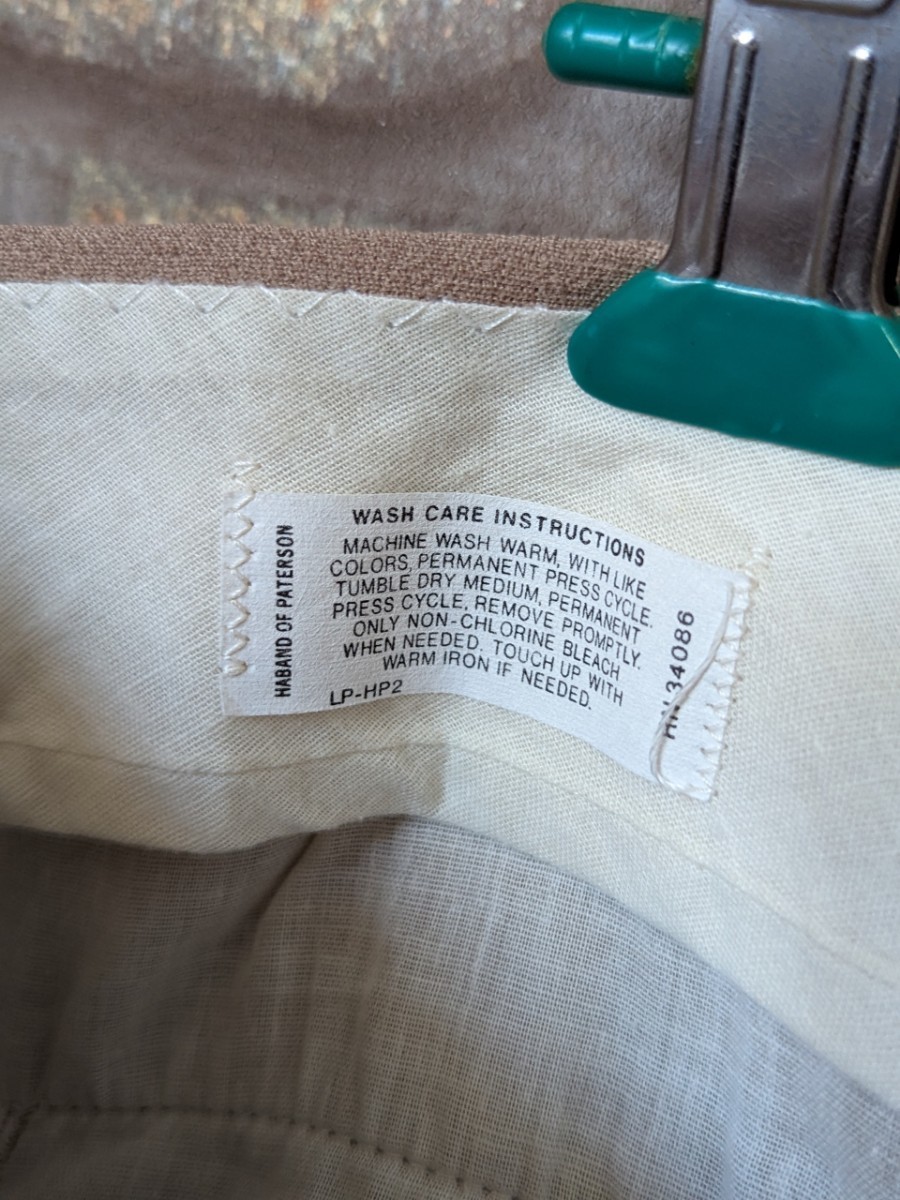 HABAND OF PATERSON
WASH CARE INSTRUCTIONS
MACHINE WASH WARM, WITH LIKE
COLORS, PERMANENT PRESS CYCLE.
TUMBLE DRY MEDIUM, PERMANENT
PRESS CYCLE, REMOVE PROMPTLY.
ONLY NON-CHLORINE BLEACH
WHEN NEEDED. TOUCH UP WITH
WARM IRON IF NEEDED.
LP-HP2